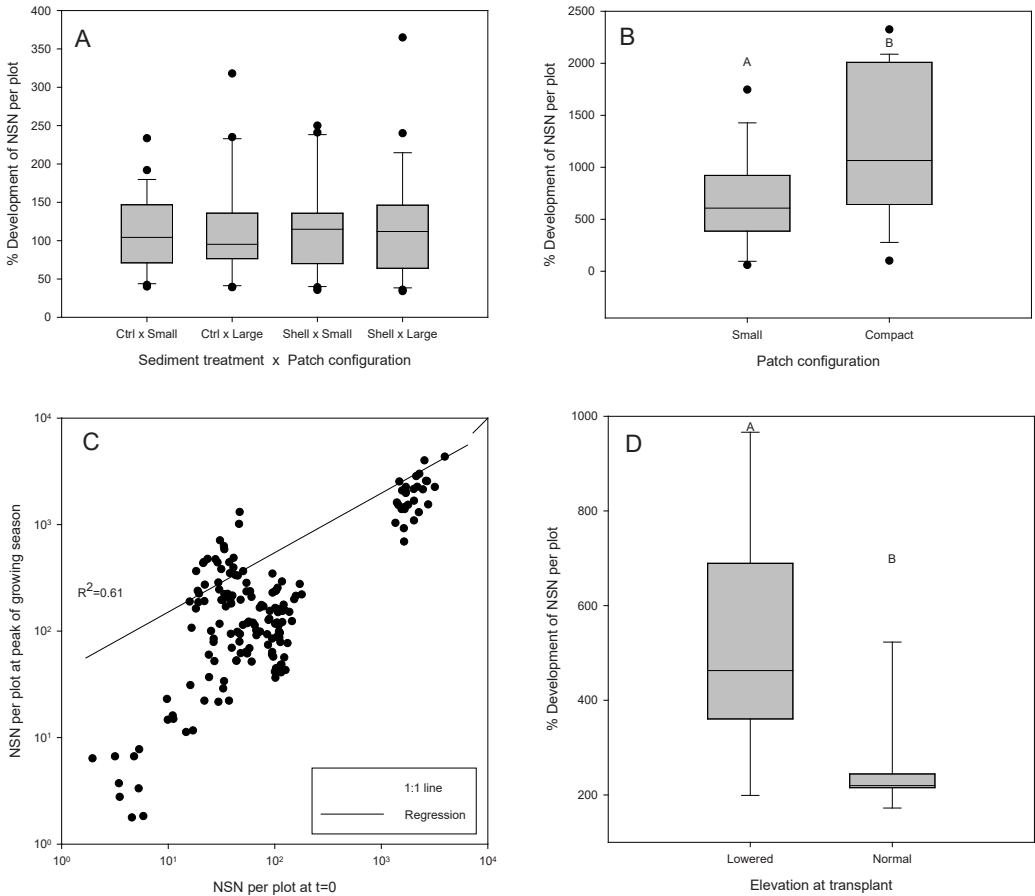 A
% Development of NSN per plot
400
350
300
250
200
150
100
50
0
Ctrl x Small
Ctrl x Large
Shell x Small
Shell x Large
Sediment treatment x Patch configuration
B
% Development of NSN per plot
2500
2000
1500
1000
500
0
A
B
Small
Compact
Patch configuration
C
NSN per plot at peak of growing season
10⁴
10³
10²
10¹
10⁰
R²=0.61
1:1 line
Regression
10⁰
10¹
10²
10³
10⁴
NSN per plot at t=0
D
% Development of NSN per plot
1000
800
600
400
200
A
B
Lowered
Normal
Elevation at transplant